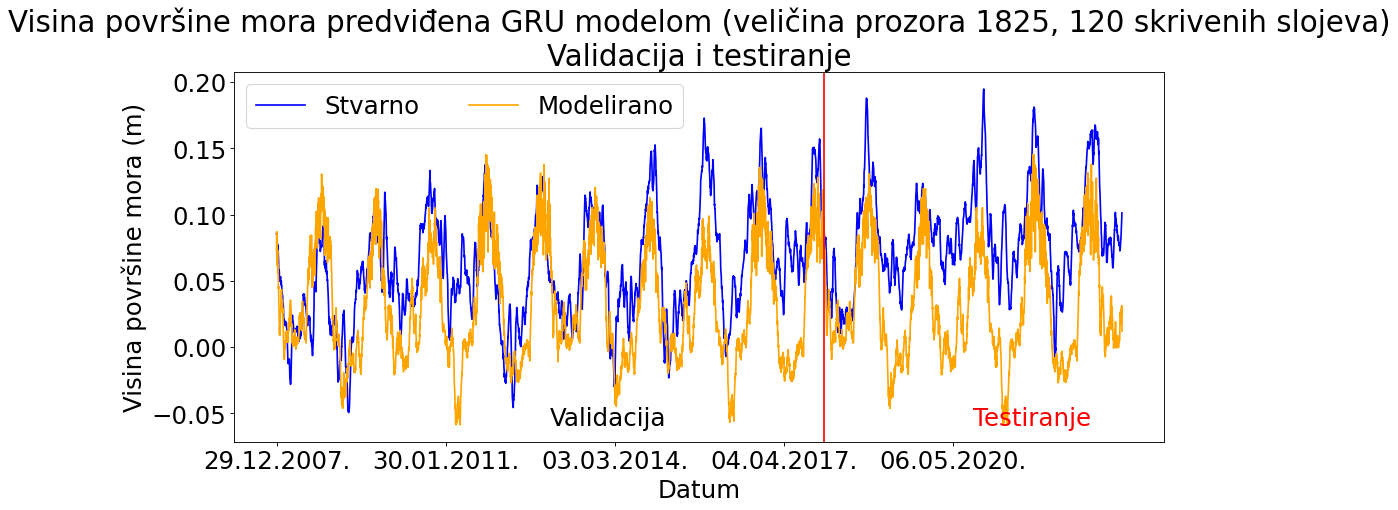 Visina površine mora predviđena GRU modelom (veličina prozora 1825, 120 skrivenih slojeva)
Validacija i testiranje
Stvarno
Modelirano
Visina površine mora (m)
0.20
0.15
0.10
0.05
0.00
−0.05
Validacija
Testiranje
29.12.2007.
30.01.2011.
03.03.2014.
04.04.2017.
06.05.2020.
Datum